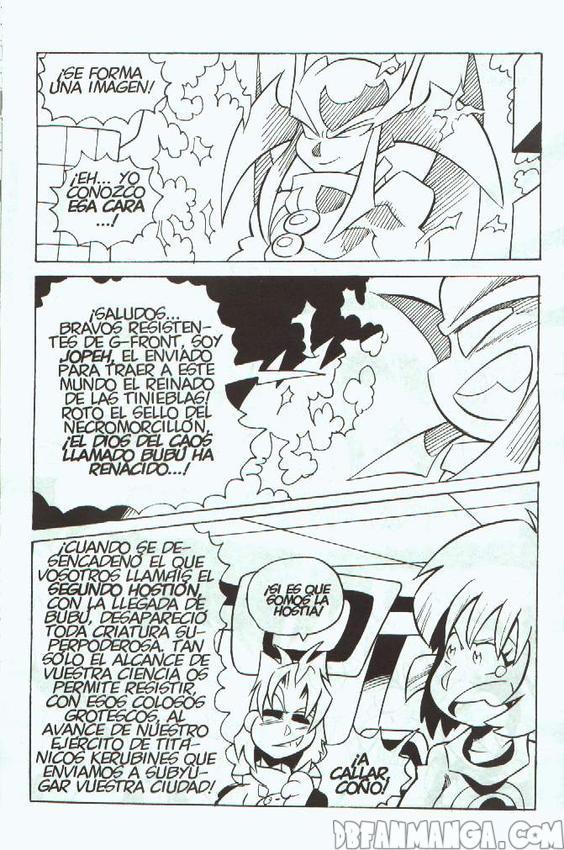 ¡SE FORMA
UNA IMAGEN!
¡EH... YO
CONOZCO
ESA CARA
...!
¡SALUDOS...
BRAVOS RESISTEN-
TES DE G-FRONT, SOY
JOPEH, EL ENVIADO
PARA TRAER A ESTE
MUNDO EL REINADO
DE LAS TINIEBLAS!
ROTO EL SELLO DEL
NECROMORCILLÓN,
¡EL DIOS DEL CAOS
LLAMADO BUBÚ HA
RENACIDO...!
¡CUANDO SE DE-
SENCADENÓ EL QUE
VOSOTROS LLAMÁIS EL
SEGUNDO HOSTIÓN,
CON LA LLEGADA DE
BUBÚ, DESAPARECIÓ
TODA CRIATURA SU-
PERPODEROSA. TAN
SÓLO EL ALCANCE DE
VUESTRA CIENCIA OS
PERMITE RESISTIR,
CON ESOS COLOSOS
GROTESCOS, AL
AVANCE DE NUESTRO
EJERCITO DE TITÁ-
NICOS KERUBINES QUE
ENVIAMOS A SUBYU-
GAR VUESTRA CIUDAD!
¡SI ES QUE
SOMOS LA
HOSTIA!
¡A
CALLAR,
COÑO!
DBFANMANGA.COM